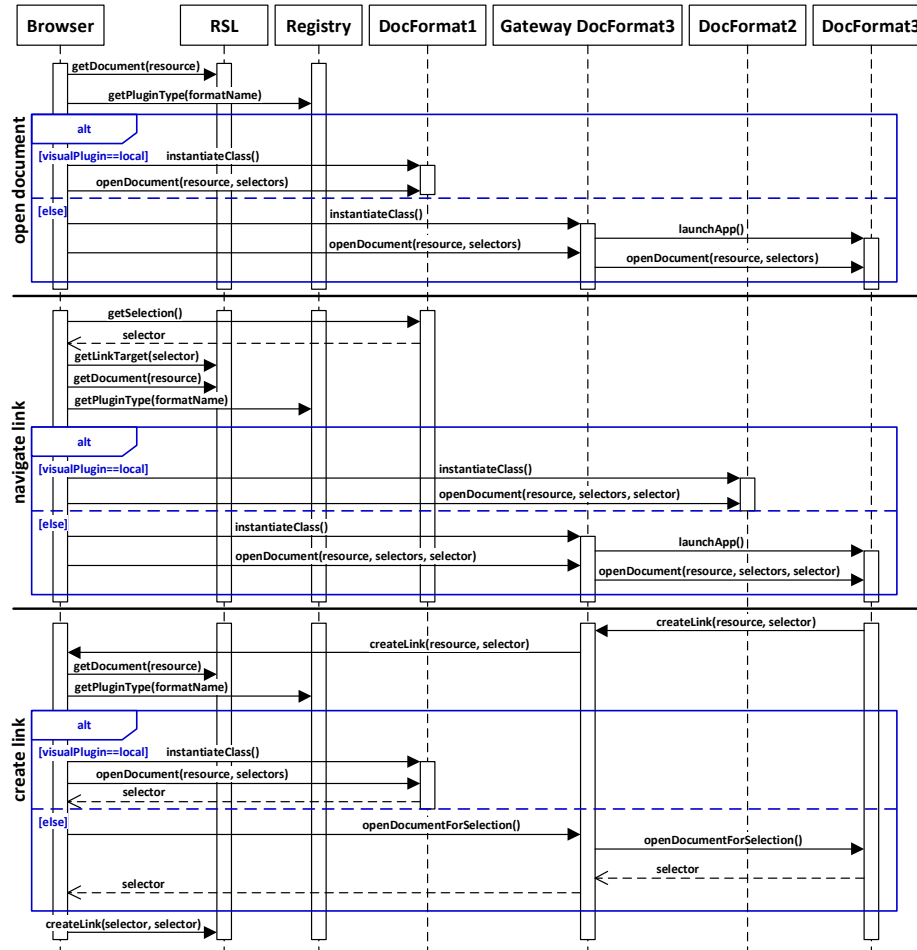 Browser
RSL
Registry
DocFormat1
Gateway DocFormat3
DocFormat2
DocFormat3
open document
getDocument(resource)
getPluginType(formatName)
alt
[visualPlugin==local]
instantiateClass()
openDocument(resource, selectors)
[else]
instantiateClass()
launchApp()
openDocument(resource, selectors)
openDocument(resource, selectors)
navigate link
getSelection()
selector
getLinkTarget(selector)
getDocument(resource)
getPluginType(formatName)
alt
[visualPlugin==local]
instantiateClass()
openDocument(resource, selectors, selector)
[else]
instantiateClass()
launchApp()
openDocument(resource, selectors, selector)
openDocument(resource, selectors, selector)
create link
createLink(resource, selector)
createLink(resource, selector)
getDocument(resource)
getPluginType(formatName)
alt
[visualPlugin==local]
instantiateClass()
openDocument(resource, selectors)
selector
[else]
openDocumentForSelection()
openDocumentForSelection()
selector
selector
createLink(selector, selector)